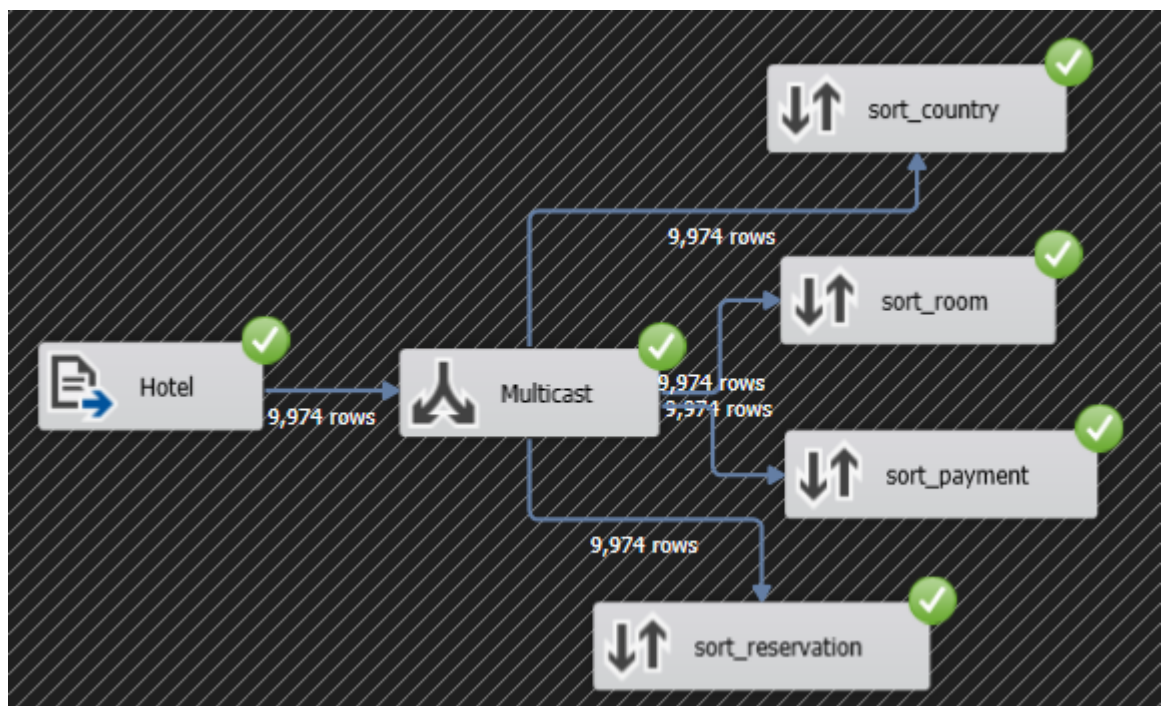 sort_country
9,974 rows
sort_room
Hotel
9,974 rows
Multicast
9,974 rows
9,974 rows
sort_payment
9,974 rows
sort_reservation